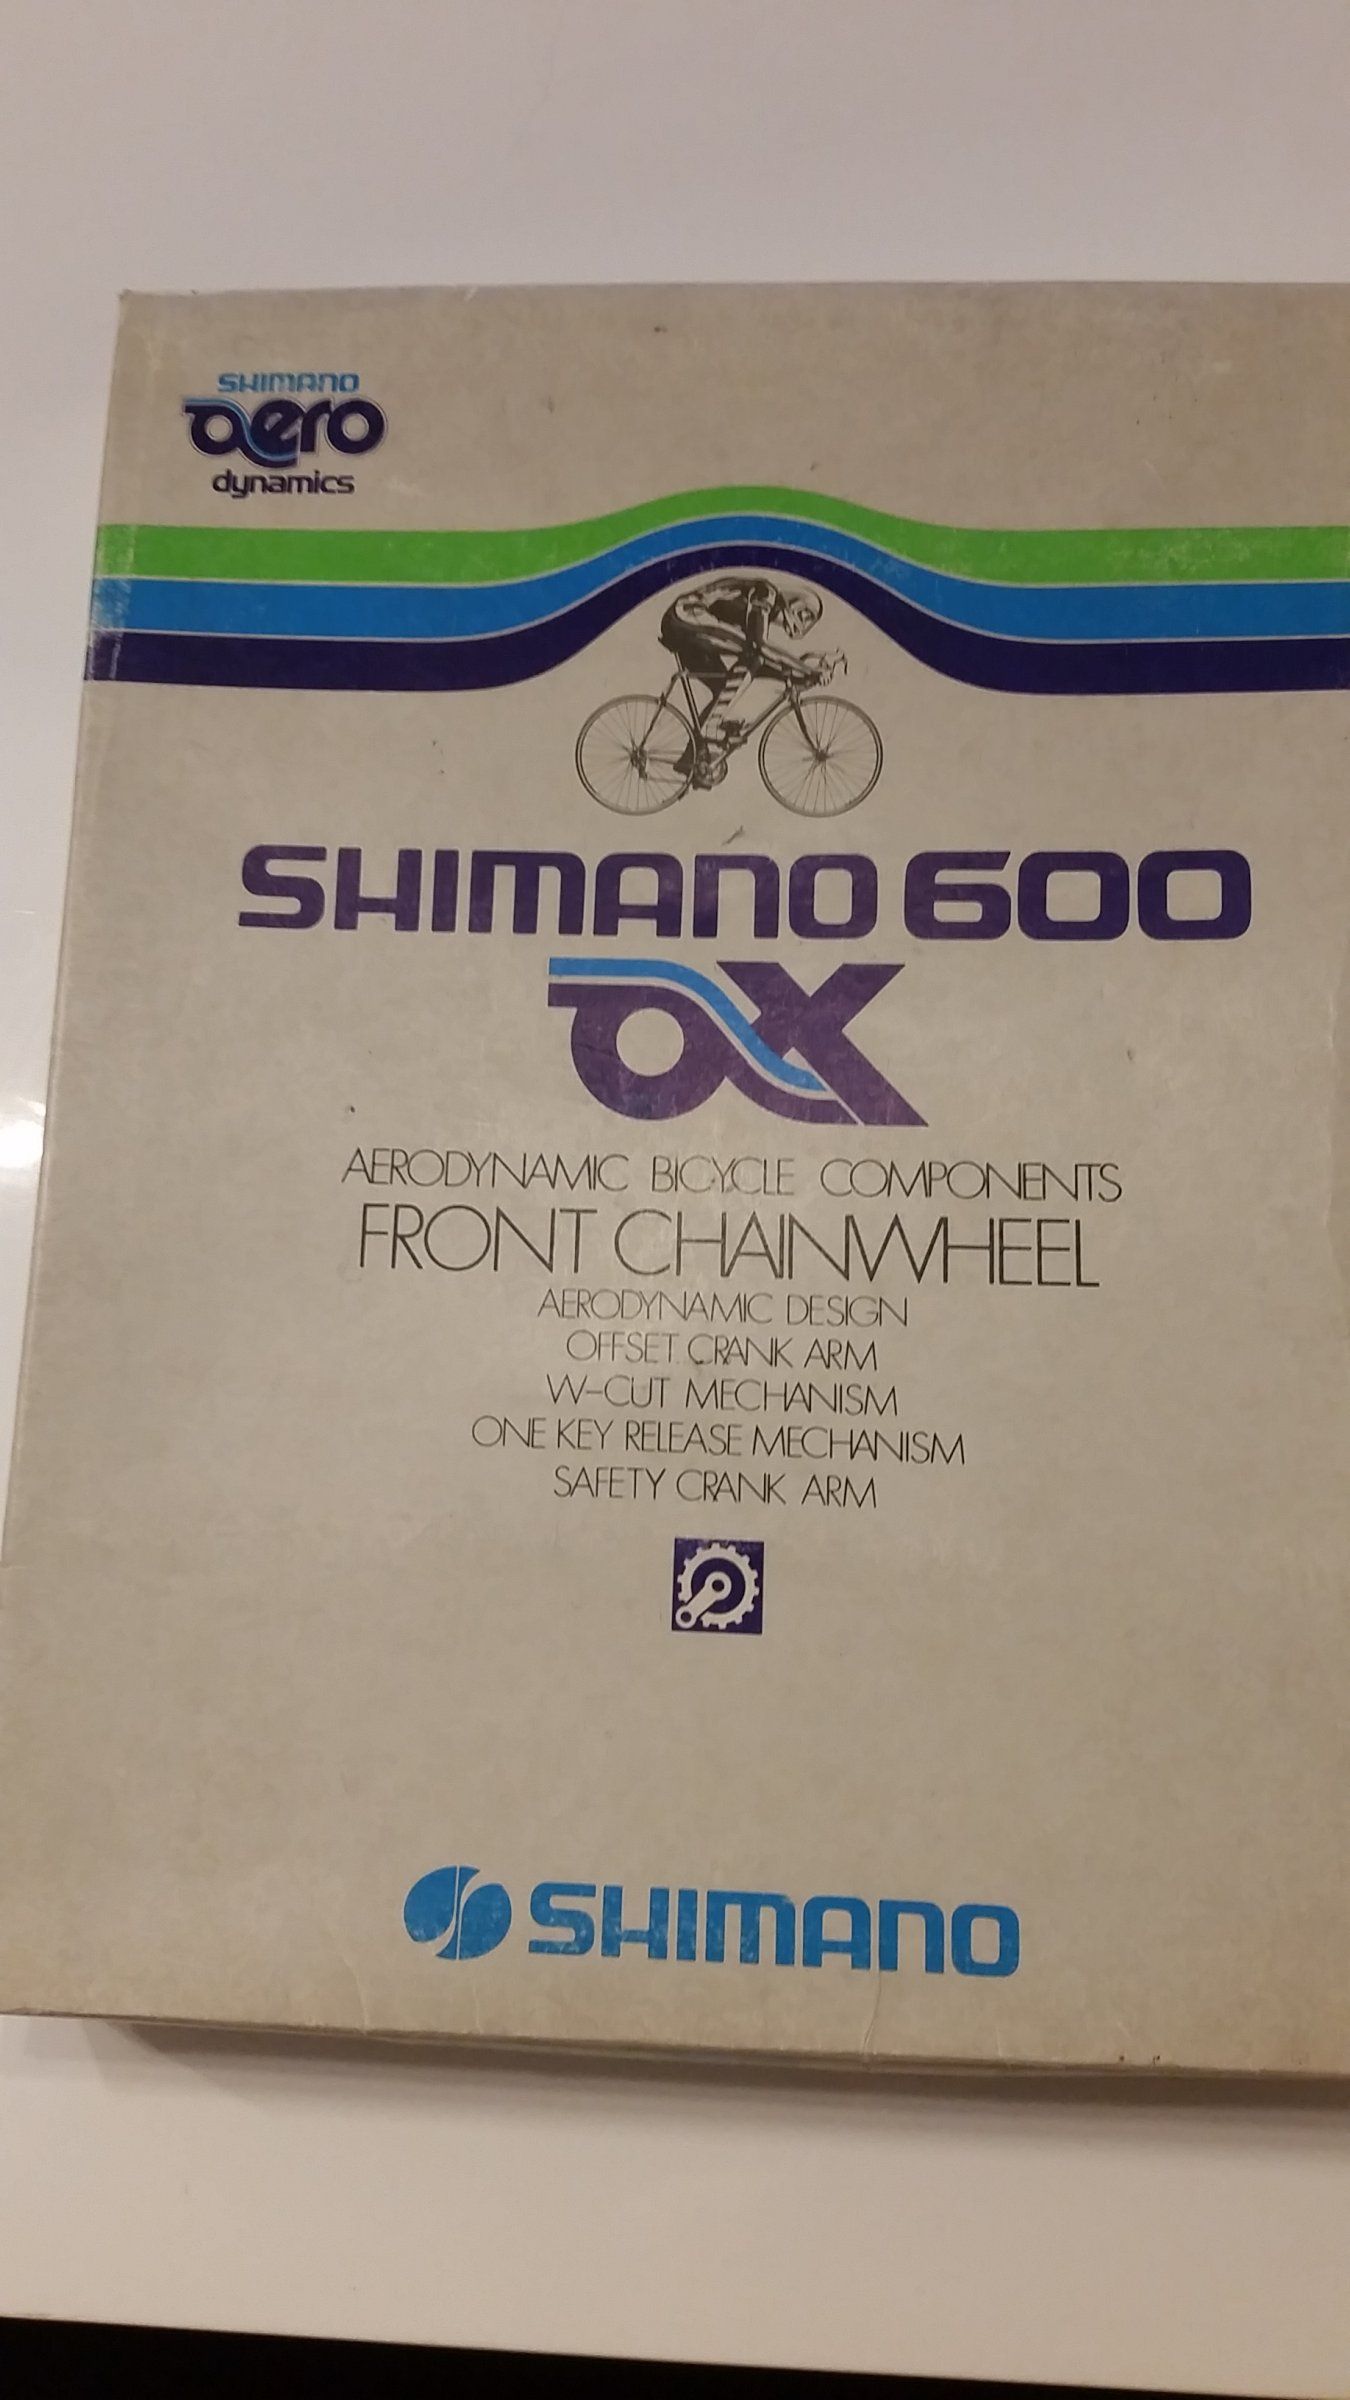 SHIMANO
aero
dynamics
SHIMANO 600
AX
AERODYNAMIC BICYCLE COMPONENTS
FRONT CHAINWHEEL
AERODYNAMIC DESIGN
OFFSET CRANK ARM
W-CUT MECHANISM
ONE KEY RELEASE MECHANISM
SAFETY CRANK ARM
SHIMANO